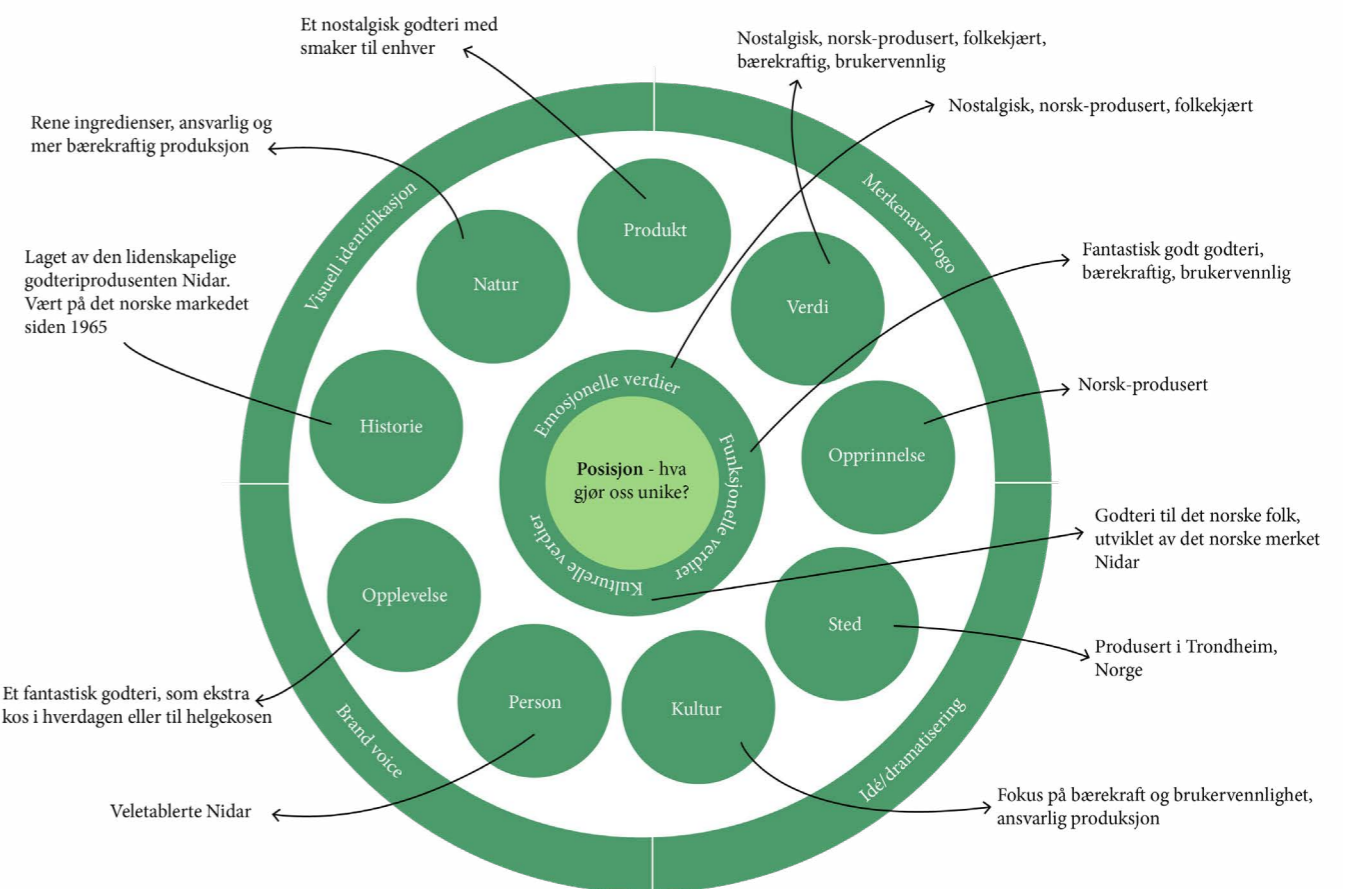 Et nostalgisk godteri med
smaker til enhver
Nostalgisk, norsk-produsert, folkekjært,
bærekraftig, brukervennlig
Nostalgisk, norsk-produsert, folkekjært
Rene ingredienser, ansvarlig og
mer bærekraftig produksjon
Visuell identifikasjon
Merkenavn-logo
Produkt
Natur
Verdi
Fantastisk godt godteri,
bærekraftig, brukervennlig
Laget av den lidenskapelige
godteriprodusenten Nidar.
Vært på det norske markedet
siden 1965
Norsk-produsert
Historie
Emosjonelle verdier
Funksjonelle verdier
Kulturelle verdier
Posisjon - hva
gjør oss unike?
Opprinnelse
Godteri til det norske folk,
utviklet av det norske merket
Nidar
Opplevelse
Sted
Produsert i Trondheim,
Norge
Et fantastisk godteri, som ekstra
kos i hverdagen eller til helgekosen
Person
Kultur
Brand voice
Idé/dramatisering
Veletablerte Nidar
Fokus på bærekraft og brukervennlighet,
ansvarlig produksjon